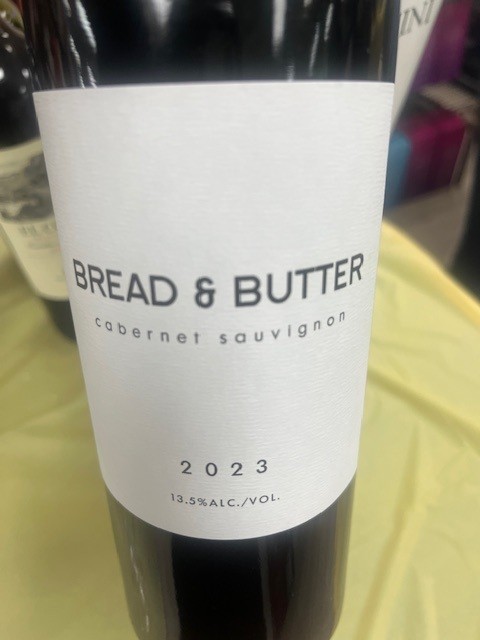 BREAD & BUTTER
cabernet sauvignon
2023
13.5%ALC./VOL.